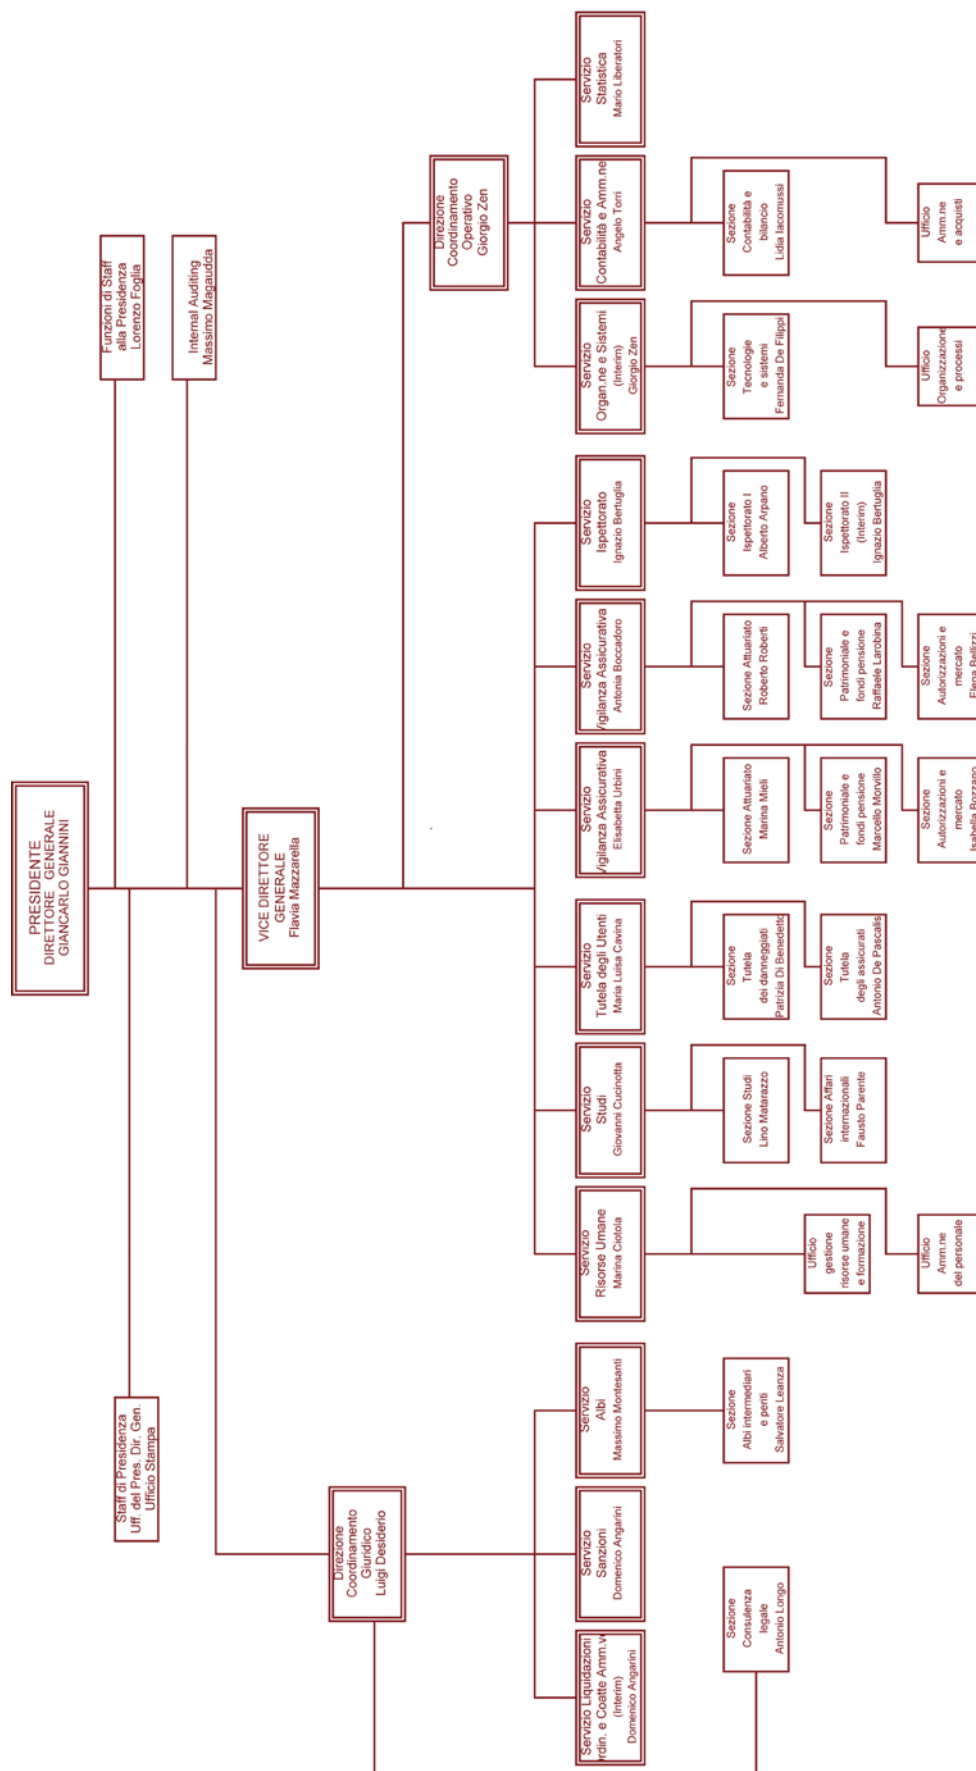 PRESIDENTE
DIRETTORE GENERALE
GIANCARLO GIANNINI
Staff di Presidenza
Uff. del Pres. Dir. Gen.
Ufficio Stampa
Funzioni di Staff
alla Presidenza
Lorenzo Foglia
Internal Auditing
Massimo Magaudda
VICE DIRETTORE
GENERALE
Flavia Mazzarella
Direzione
Coordinamento
Giuridico
Luigi Desiderio
Direzione
Coordinamento
Operativo
Giorgio Zen
Servizio Liquidazioni
rdin. e Coatte Amm.v
(Interim)
Domenico Angarini
Servizio
Sanzioni
Domenico Angarini
Servizio
Albi
Massimo Montesanti
Servizio
Risorse Umane
Marina Ciotola
Servizio
Studi
Giovanni Cucinotta
Servizio
Tutela degli Utenti
Maria Luisa Cavina
Servizio
Vigilanza Assicurativa
Elisabetta Urbini
Servizio
Vigilanza Assicurativa
Antonia Boccadoro
Servizio
Ispettorato
Ignazio Bertuglia
Servizio
Organ.ne e Sistemi
(Interim)
Giorgio Zen
Servizio
Contabilità e Amm.ne
Angelo Torri
Servizio
Statistica
Mario Liberatori
Sezione
Consulenza
legale
Antonio Longo
Sezione
Albi intermediari
e periti
Salvatore Leanza
Ufficio
gestione
risorse umane
e formazione
Ufficio
Amm.ne
del personale
Sezione Studi
Lino Matarazzo
Sezione Affari
internazionali
Fausto Parente
Sezione
Tutela
dei danneggiati
Patrizia Di Benedetto
Sezione
Tutela
degli assicurati
Antonio De Pascalis
Sezione Attuariato
Marina Mieli
Sezione
Patrimoniale e
fondi pensione
Marcello Morvillo
Sezione
Autorizzazioni e
mercato
Isabella Bozzano
Sezione Attuariato
Roberto Roberti
Sezione
Patrimoniale e
fondi pensione
Raffaele Larobina
Sezione
Autorizzazioni e
mercato
Elena Bellizzi
Sezione
Ispettorato I
Alberto Arpano
Sezione
Ispettorato II
(Interim)
Ignazio Bertuglia
Sezione
Tecnologie
e sistemi
Fernanda De Filippi
Ufficio
Organizzazione
e processi
Sezione
Contabilità e
bilancio
Lidia Iacomussi
Ufficio
Amm.ne
e acquisti